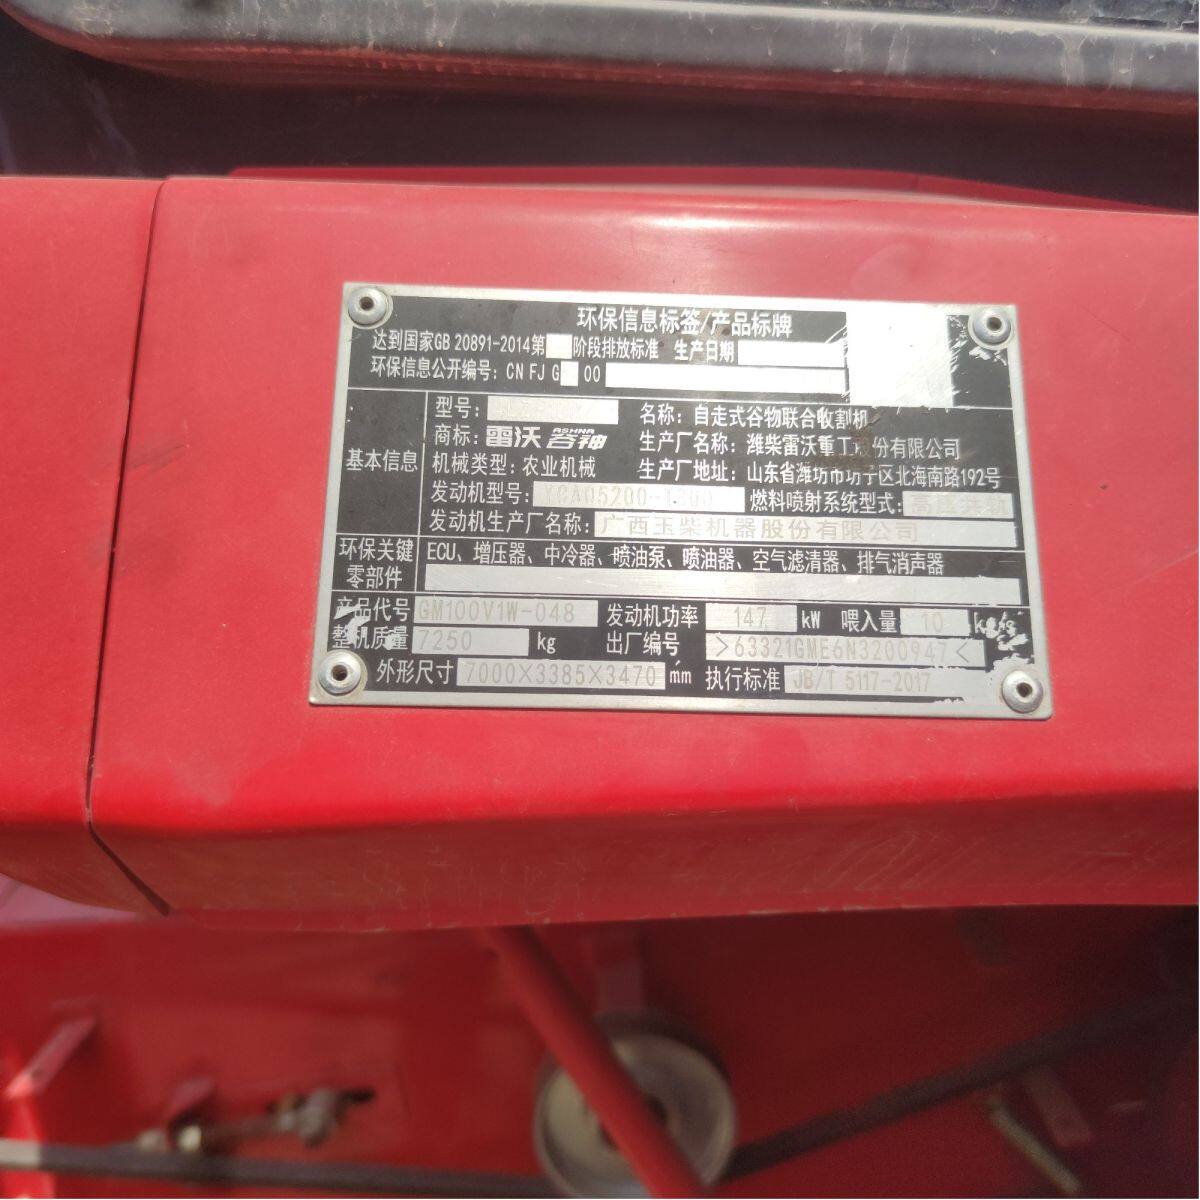 环保信息标签/产品标牌
达到国家GB 20891-2014第 阶段排放标准 生产日期
环保信息公开编号: CN FJ G 00
基本信息
型号: 名称: 自走式谷物联合收割机
商标: 雷沃 ASHNA 谷神 生产厂名称: 潍柴雷沃重工股份有限公司
机械类型: 农业机械 生产厂地址: 山东省潍坊市坊子区北海南路192号
发动机型号: YCA05200-T300 燃料喷射系统型式: 高压共轨
发动机生产厂名称: 广西玉柴机器股份有限公司
环保关键零部件
ECU、增压器、中冷器、喷油泵、喷油器、空气滤清器、排气消声器
产品代号 GM100V1W-048 发动机功率 147 kW 喂入量 10 kg/s
整机质量 7250 kg 出厂编号 >63321GME6N3200947<
外形尺寸 7000×3385×3470 mm 执行标准 JB/T 5117-2017